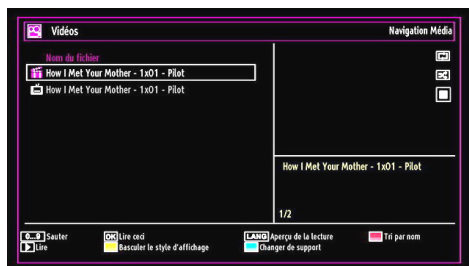 Vidéos
Navigation Média
Nom du fichier
How I Met Your Mother - 1x01 - Pilot
How I Met Your Mother - 1x01 - Pilot
How I Met Your Mother - 1x01 - Pilot
1/2
0...9 Sauter OK Lire ceci LANG Aperçu de la lecture Tri par nom
Lire Basculer le style d'affichage Changer de support